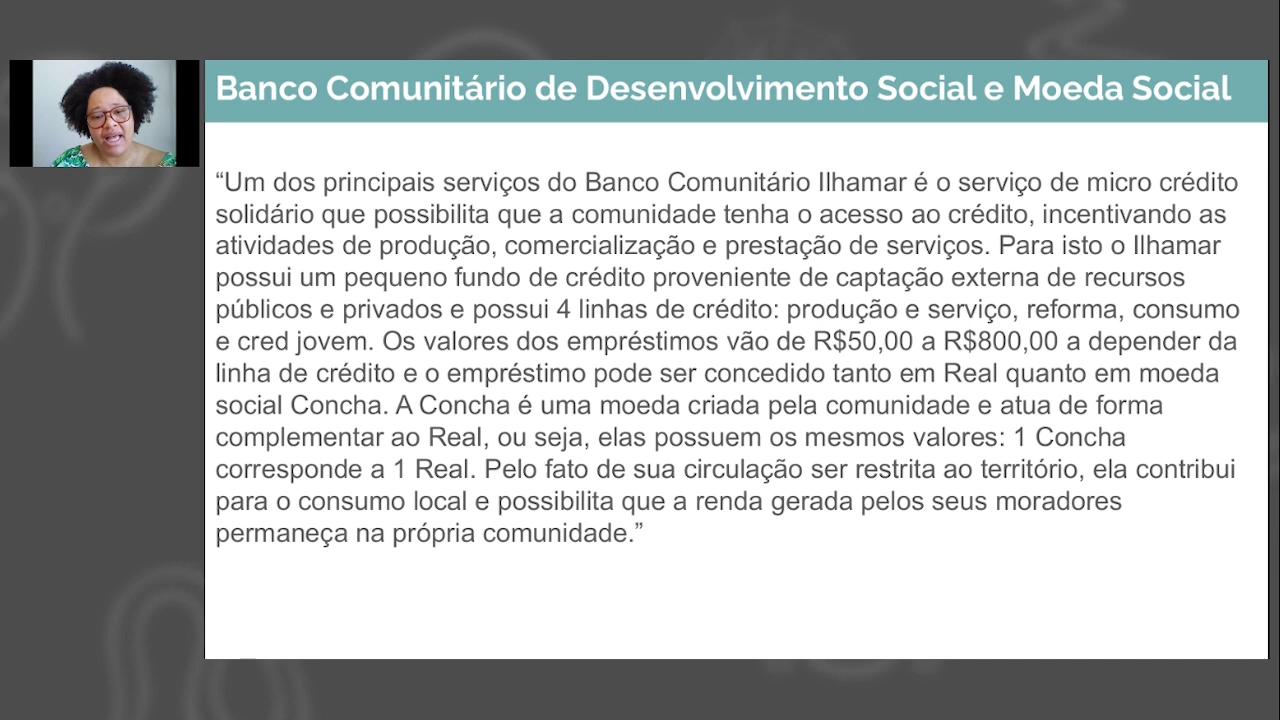 Banco Comunitário de Desenvolvimento Social e Moeda Social
“Um dos principais serviços do Banco Comunitário Ilhamar é o serviço de micro crédito
solidário que possibilita que a comunidade tenha o acesso ao crédito, incentivando as
atividades de produção, comercialização e prestação de serviços. Para isto o Ilhamar
possui um pequeno fundo de crédito proveniente de captação externa de recursos
públicos e privados e possui 4 linhas de crédito: produção e serviço, reforma, consumo
e cred jovem. Os valores dos empréstimos vão de R$50,00 a R$800,00 a depender da
linha de crédito e o empréstimo pode ser concedido tanto em Real quanto em moeda
social Concha. A Concha é uma moeda criada pela comunidade e atua de forma
complementar ao Real, ou seja, elas possuem os mesmos valores: 1 Concha
corresponde a 1 Real. Pelo fato de sua circulação ser restrita ao território, ela contribui
para o consumo local e possibilita que a renda gerada pelos seus moradores
permaneça na própria comunidade.”